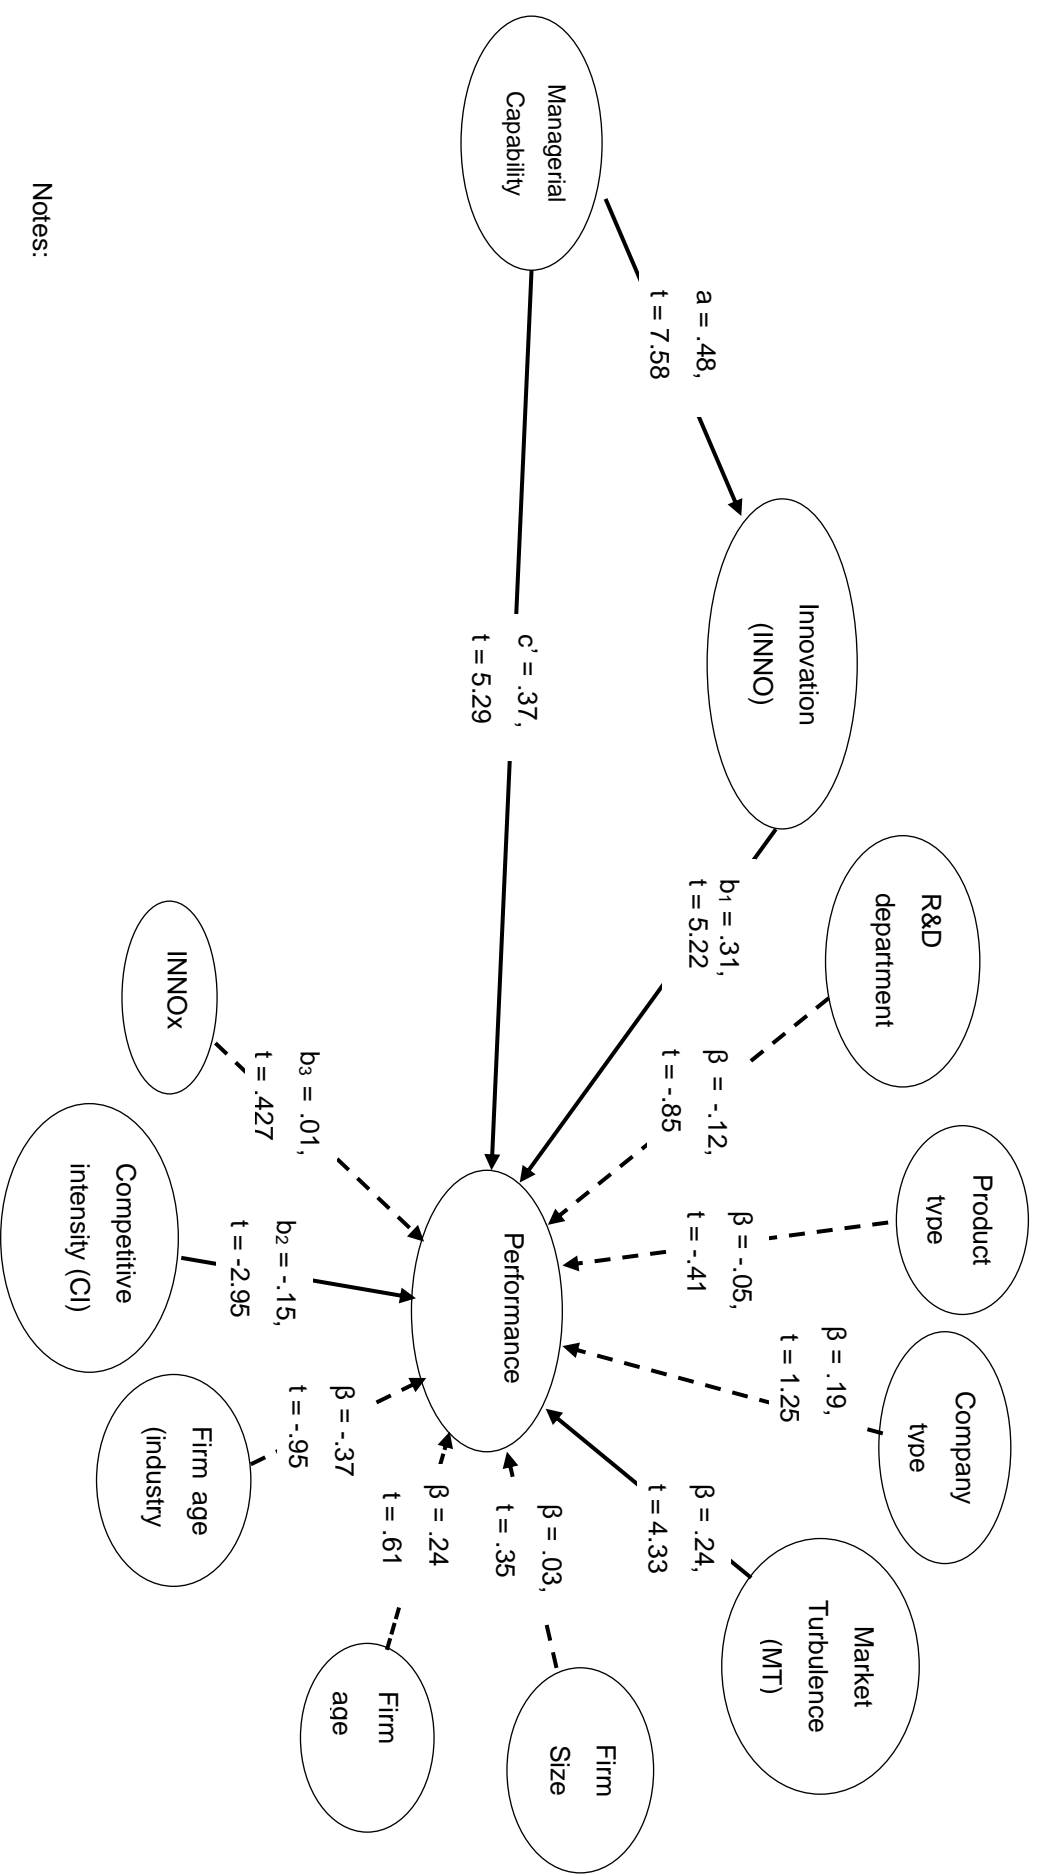 Managerial
Capability
a = .48,
t = 7.58
Innovation
(INNO)
c’ = .37,
t = 5.29
b1 = .31,
t = 5.22
R&D
department
β = -.12,
t = -.85
Product
type
β = -.05,
t = -.41
Company
type
β = .19,
t = 1.25
Market
Turbulence
(MT)
β = .24,
t = 4.33
Performance
INNOx
b3 = .01,
t = .427
Competitive
intensity (CI)
b2 = -.15,
t = -2.95
Firm age
(industry
β = -.37
t = -.95
Firm
age
β = .24
t = .61
Firm
Size
β = .03,
t = .35
Notes: